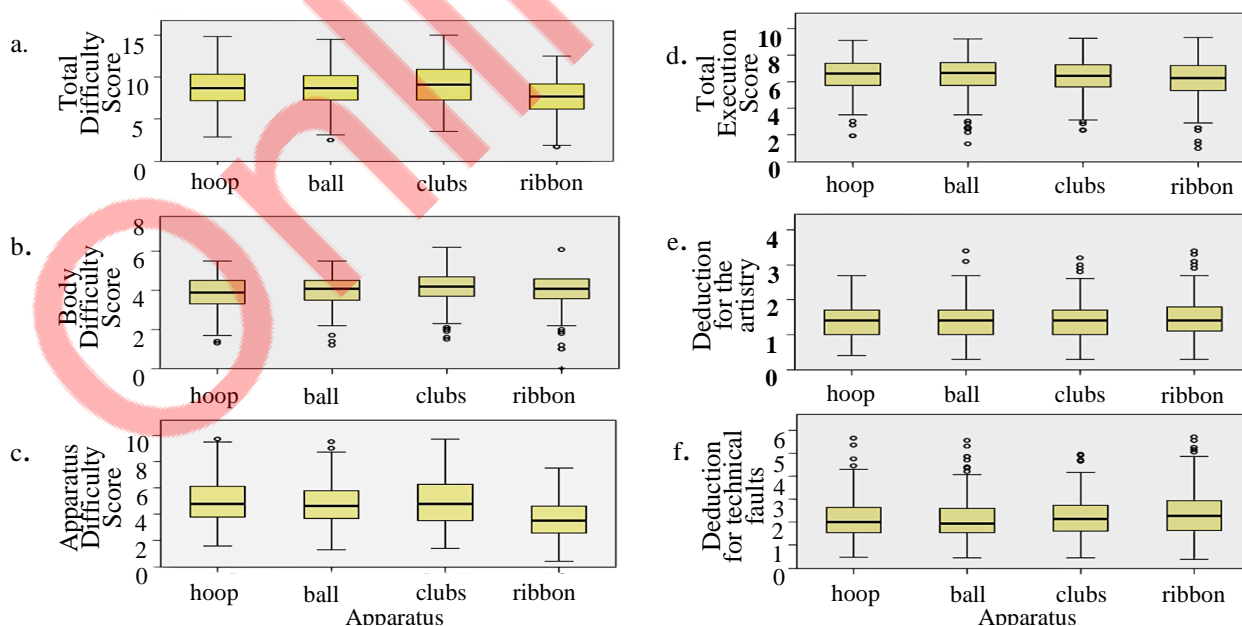 a.
Total
Difficulty
Score
15
10
5
0
hoop ball clubs ribbon
b.
Body
Difficulty
Score
8
6
4
2
0
hoop ball clubs ribbon
c.
Apparatus
Difficulty
Score
10
8
6
4
2
0
hoop ball clubs ribbon
Apparatus
d.
Total
Execution
Score
10
8
6
4
2
0
hoop ball clubs ribbon
e.
Deduction
for the
artistry
4
3
2
1
0
hoop ball clubs ribbon
f.
Deduction
for technical
faults
6
5
4
3
2
1
0
hoop ball clubs ribbon
Apparatus